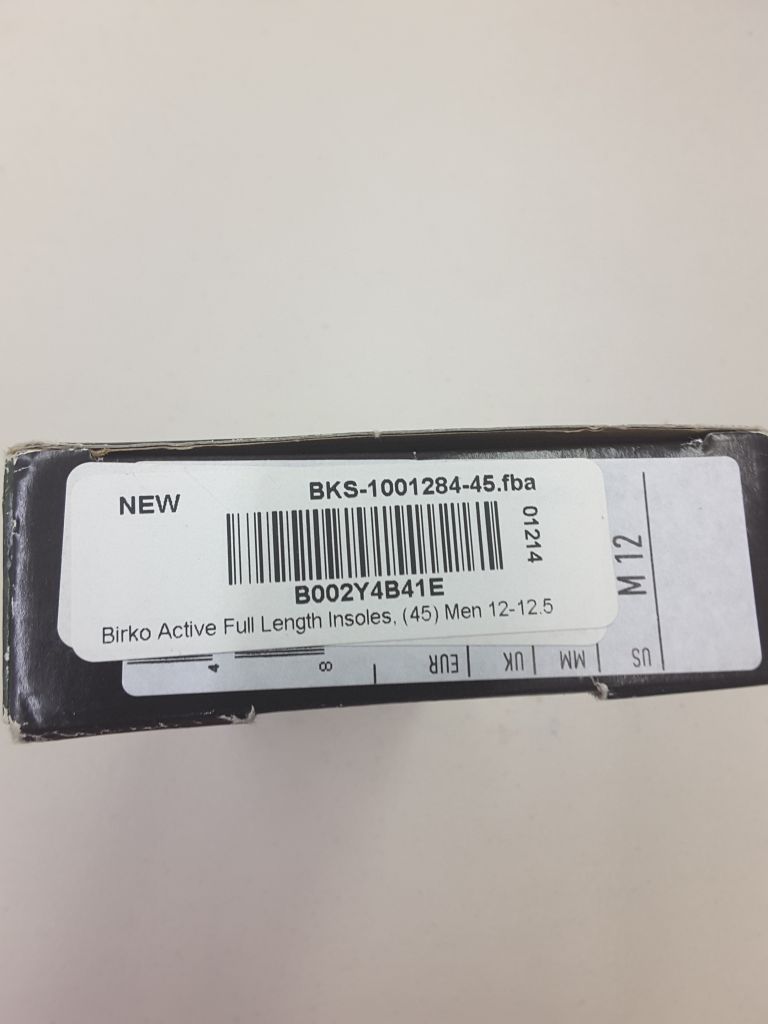 NEW
BKS-1001284-45.fba
01214
B002Y4B41E
Birko Active Full Length Insoles, (45) Men 12-12.5
M 12
US
MM
UK
EUR
8
4